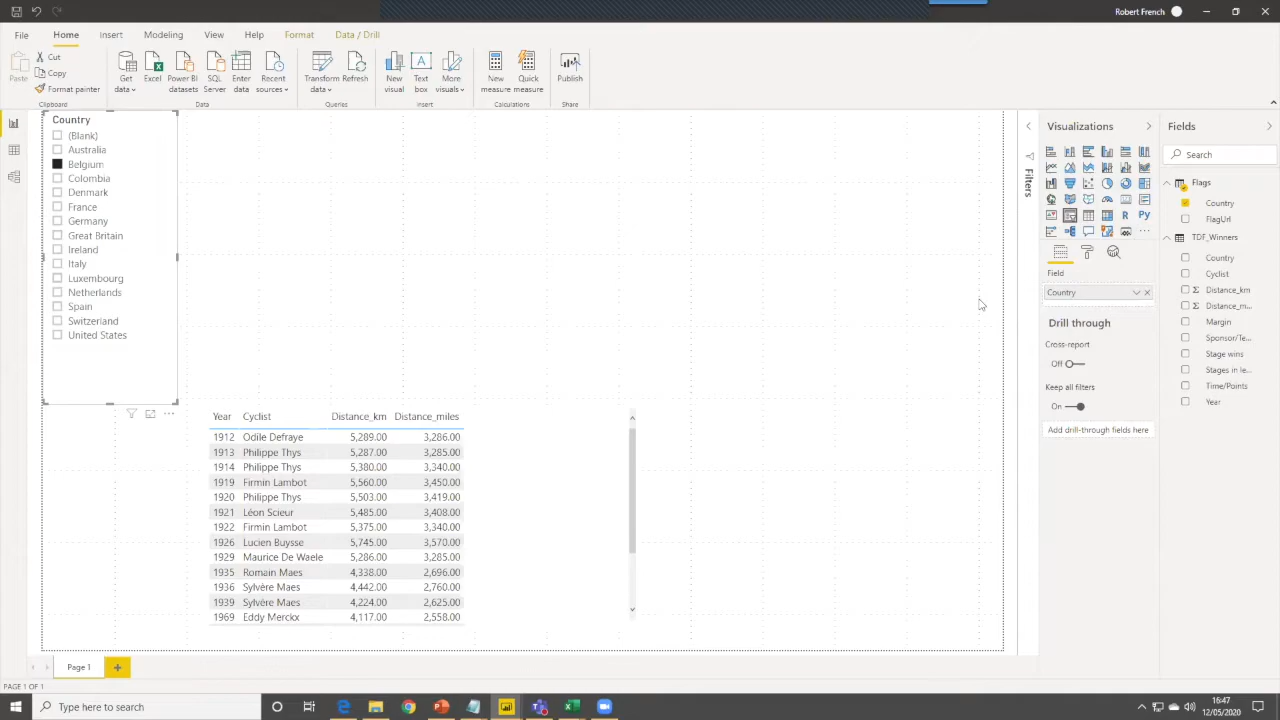 Robert French
File Home Insert Modeling View Help Format Data / Drill
Cut
Copy
Format painter
Paste
Get data
Excel
Power BI datasets
SQL Server
Enter data
Recent sources
Transform data
Refresh
New visual
Text box
More visuals
New measure
Quick measure
Publish
Clipboard Data Queries Insert Calculations Share
Country
(Blank)
Australia
Belgium
Colombia
Denmark
France
Germany
Great Britain
Ireland
Italy
Luxembourg
Netherlands
Spain
Switzerland
United States
Year Cyclist Distance_km Distance_miles
1912 Odile Defraye 5,289.00 3,286.00
1913 Philippe Thys 5,287.00 3,285.00
1914 Philippe Thys 5,380.00 3,340.00
1919 Firmin Lambot 5,560.00 3,450.00
1920 Philippe Thys 5,503.00 3,419.00
1921 Léon Scieur 5,485.00 3,408.00
1922 Firmin Lambot 5,375.00 3,340.00
1926 Lucien Buysse 5,745.00 3,570.00
1929 Maurice De Waele 5,286.00 3,285.00
1935 Romain Maes 4,338.00 2,696.00
1936 Sylvère Maes 4,442.00 2,760.00
1939 Sylvère Maes 4,224.00 2,625.00
1969 Eddy Merckx 4,117.00 2,558.00
Filters
Visualizations
R Py
Field
Country
Drill through
Cross-report
Off
Keep all filters
On
Add drill-through fields here
Fields
Search
Flags
Country
FlagUrl
TDF_Winners
Country
Cyclist
Distance_km
Distance_m...
Margin
Sponsor/Te...
Stage wins
Stages in le...
Time/Points
Year
Page 1
PAGE 1 OF 1
Type here to search
16:47
12/05/2020